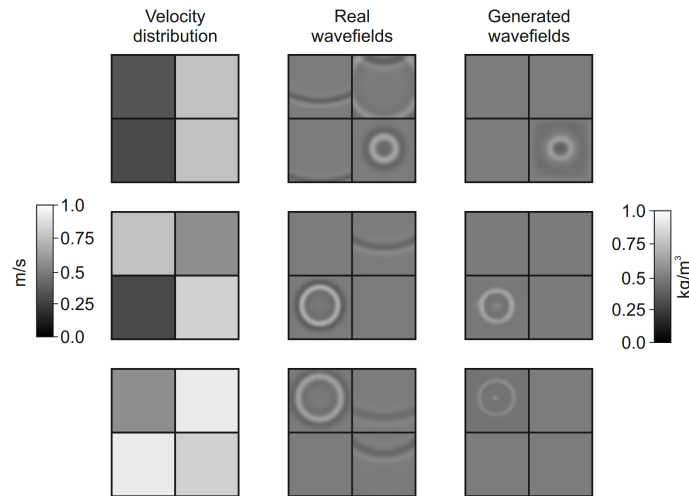 Velocity
distribution
Real
wavefields
Generated
wavefields
m/s
1.0
0.75
0.5
0.25
0.0
1.0
0.75
0.5
0.25
0.0
kg/m³